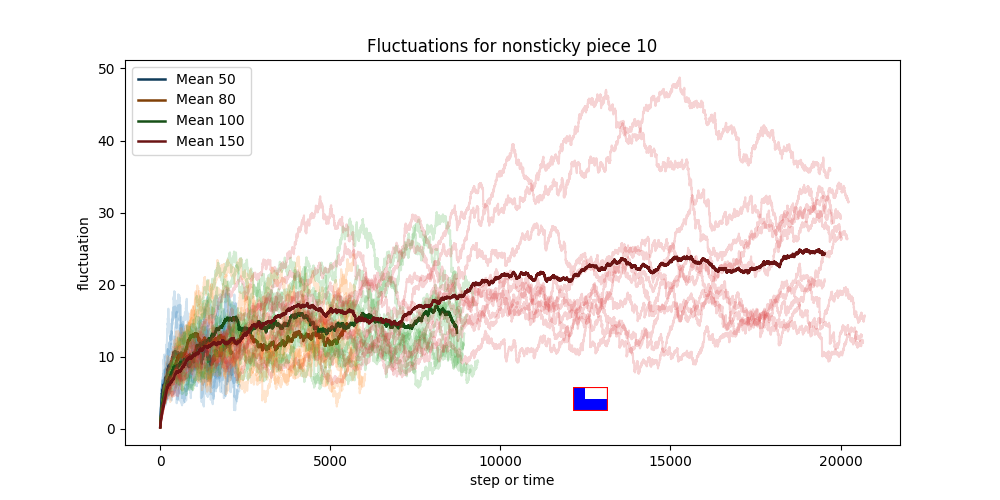 Fluctuations for nonsticky piece 10
50
40
30
20
10
0
fluctuation
Mean 50
Mean 80
Mean 100
Mean 150
0
5000
10000
15000
20000
step or time